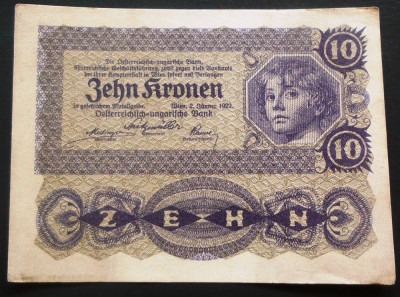 10
Die Oesterreichisch-ungarische Bank,
österreichische Geschäftsführung, zahlt gegen diese Banknote
bei ihrer Hauptanstalt in Wien sofort auf Verlangen
Zehn Kronen
in gesetzlichem Metallgelde. Wien, 2. Jänner 1922.
Oesterreichisch-ungarische Bank
10
ZEHN